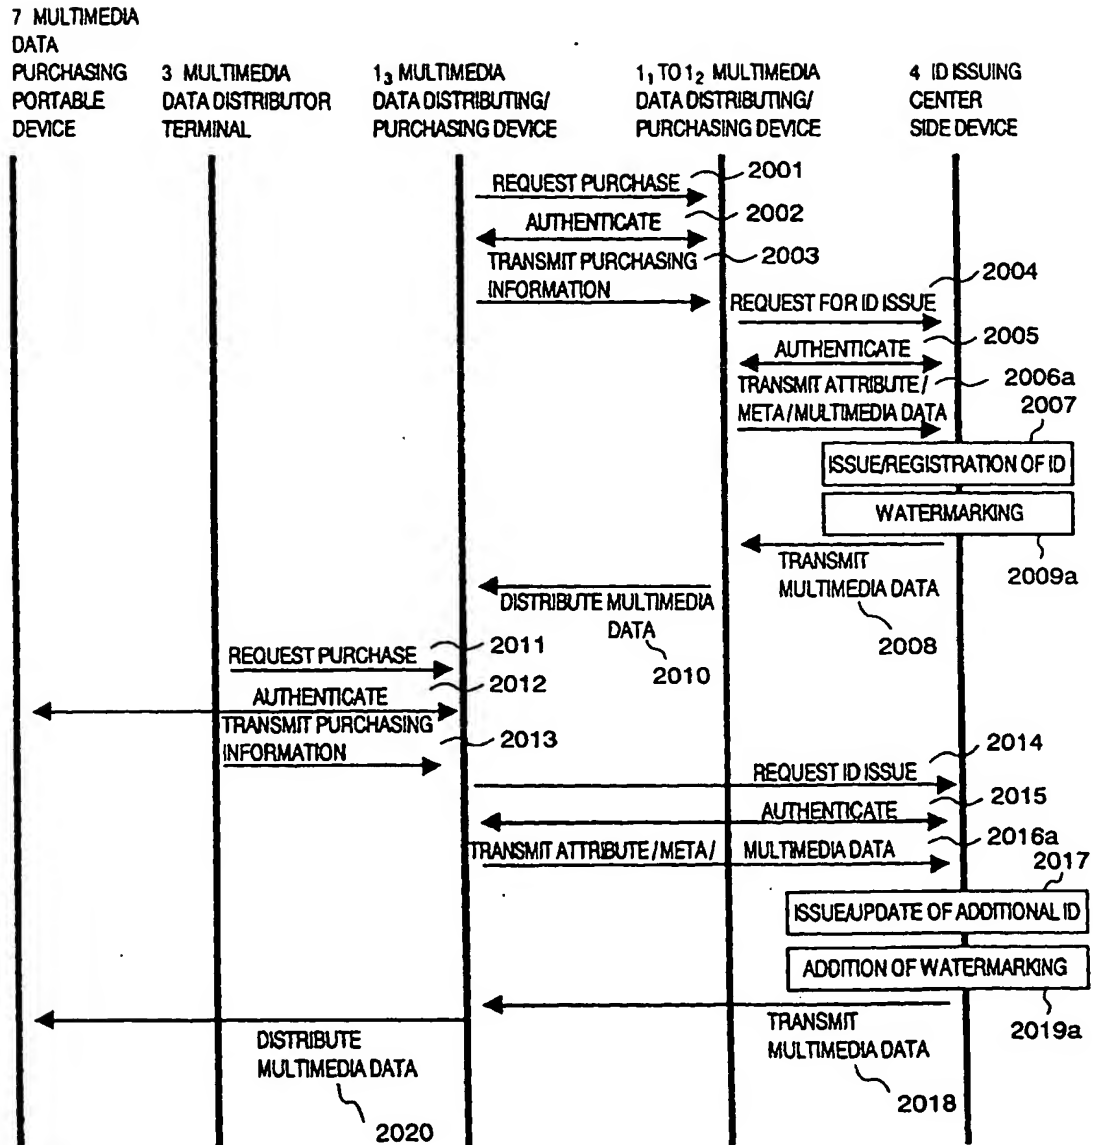 7 MULTIMEDIA
DATA
PURCHASING
PORTABLE
DEVICE
3 MULTIMEDIA
DATA DISTRIBUTOR
TERMINAL
1₃ MULTIMEDIA
DATA DISTRIBUTING/
PURCHASING DEVICE
1₁ TO 1₂ MULTIMEDIA
DATA DISTRIBUTING/
PURCHASING DEVICE
4 ID ISSUING
CENTER
SIDE DEVICE
REQUEST PURCHASE
2001
AUTHENTICATE
2002
TRANSMIT PURCHASING
INFORMATION
2003
REQUEST FOR ID ISSUE
2004
AUTHENTICATE
2005
TRANSMIT ATTRIBUTE/
META/MULTIMEDIA DATA
2006a
2007
ISSUE/REGISTRATION OF ID
WATERMARKING
2009a
TRANSMIT
MULTIMEDIA DATA
2008
DISTRIBUTE MULTIMEDIA
DATA
2010
REQUEST PURCHASE
2011
AUTHENTICATE
2012
TRANSMIT PURCHASING
INFORMATION
2013
REQUEST ID ISSUE
2014
AUTHENTICATE
2015
TRANSMIT ATTRIBUTE/META/ MULTIMEDIA DATA
2016a
2017
ISSUE/UPDATE OF ADDITIONAL ID
ADDITION OF WATERMARKING
2019a
TRANSMIT
MULTIMEDIA DATA
2018
DISTRIBUTE
MULTIMEDIA DATA
2020